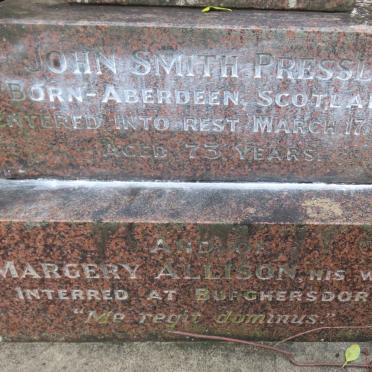 JOHN SMITH PRESSL
BORN-ABERDEEN, SCOTLA
ENTERED INTO REST MARCH 17
AGED 75 YEARS.
AND OF
MARGERY ALLISON, HIS W
INTERRED AT BURGHERSDOR
"Me regit dominus."